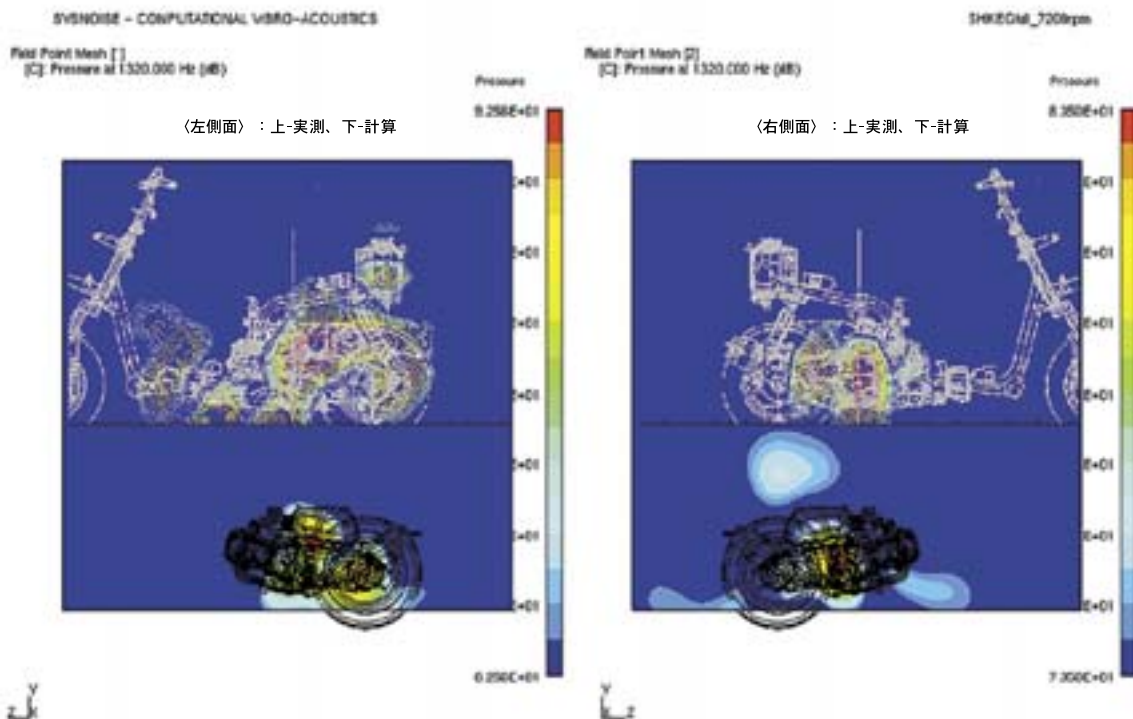 SYSNOISE - COMPUTATIONAL VIBRO-ACOUSTICS
7200rpm
Field Point Mesh
[C]: Pressure at 1320.000 Hz (dB)
Pressure
〈左側面〉：上-実測、下-計算
E+01
E+01
E+01
E+01
E+01
E+01
E+01
Y
Z X
Field Point Mesh [2]
[C]: Pressure at 1320.000 Hz (dB)
Pressure
8.350E+01
〈右側面〉：上-実測、下-計算
E+01
E+01
E+01
E+01
E+01
E+01
E+01
7.350E+01
Y
X Z